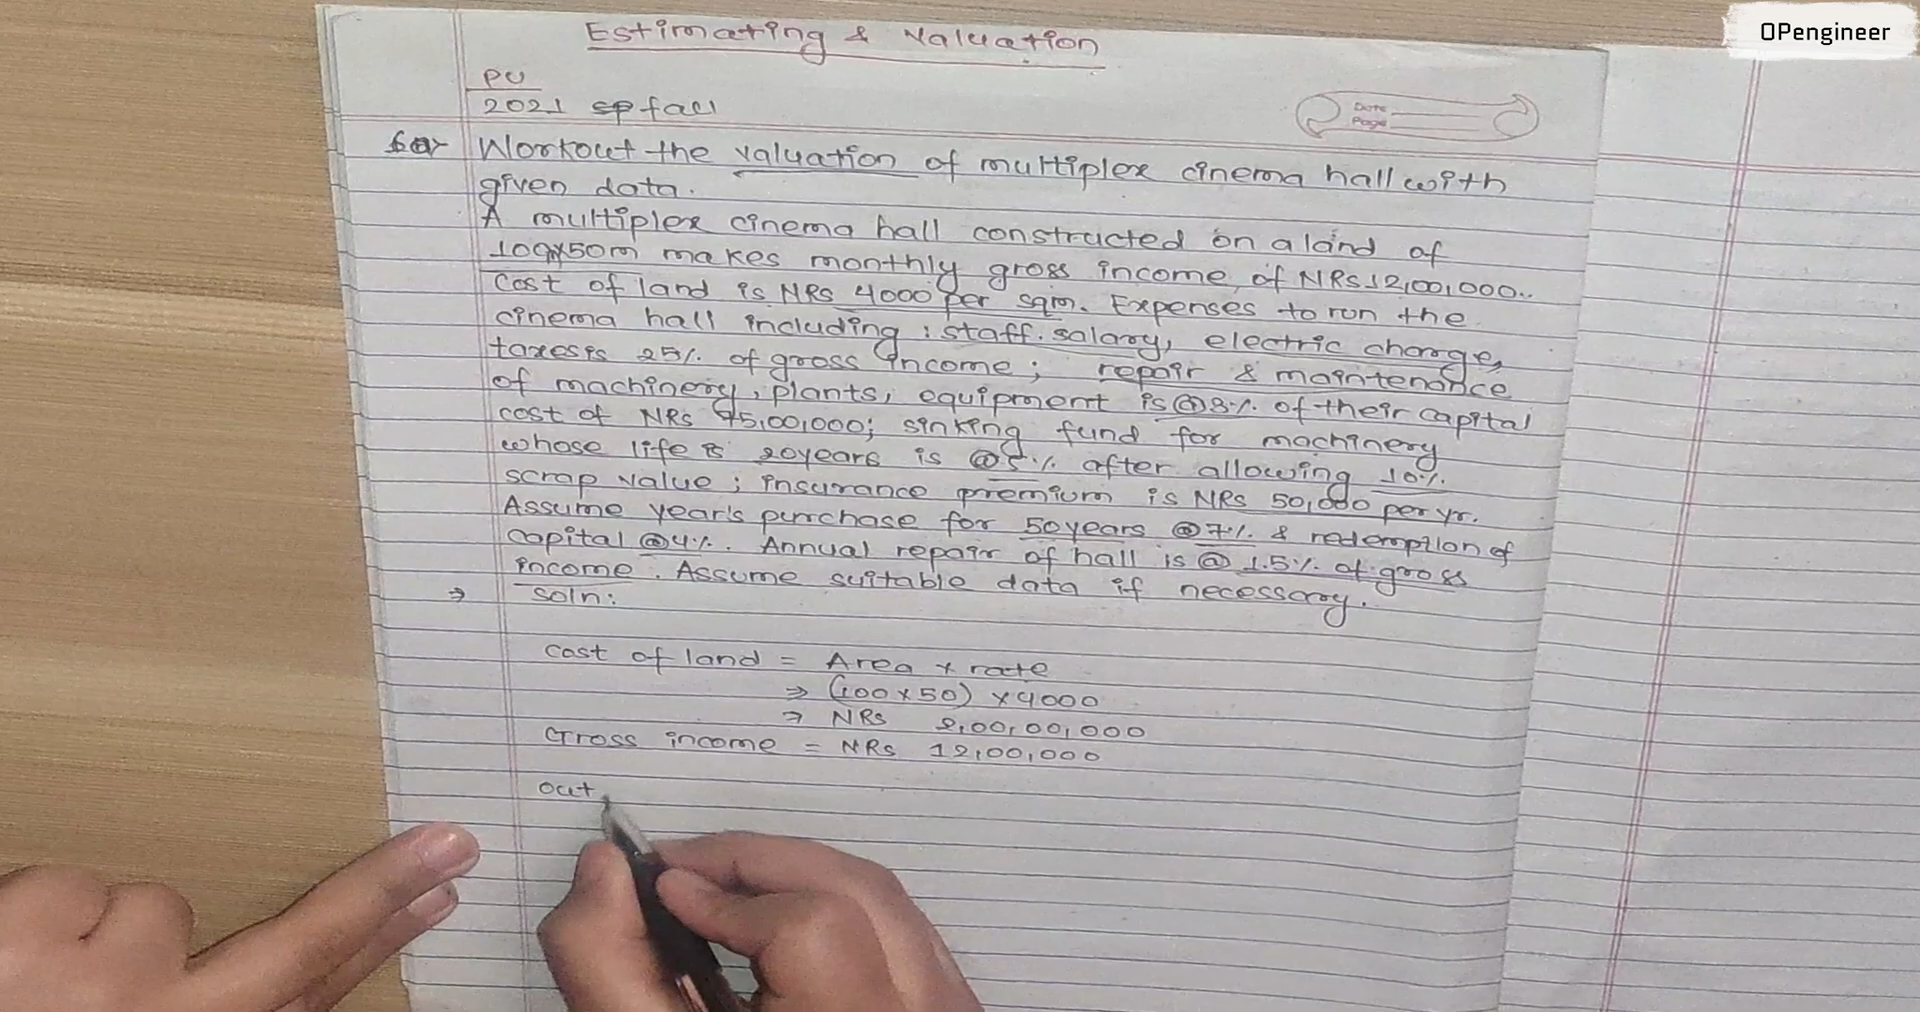 OPengineer
Estimating & Valuation
PU
2021 fall
Date
Page
Workout the valuation of multiplex cinema hall with
given data.
A multiplex cinema hall constructed on a land of
100x50m makes monthly gross income of NRs 12,00,000.
Cost of land is NRs 4000 per sqm. Expenses to run the
cinema hall including : staff salary, electric charge,
taxes is 25% of gross income ; repair & maintenance
of machinery, plants, equipment is @ 3% of their capital
cost of NRs 5,00,000; sinking fund for machinery
whose life is 20years is @ 5% after allowing 10%
scrap value ; insurance premium is NRs 50,000 per yr.
Assume year's purchase for 50years @ 7% & redemption of
capital @ 4%. Annual repair of hall is @ 1.5% of gross
income. Assume suitable data if necessary.
⇒ soln:
Cost of land = Area x rate
⇒ (100 x 50) x 4000
⇒ NRs 2,00,00,000
Gross income = NRs 12,00,000
out